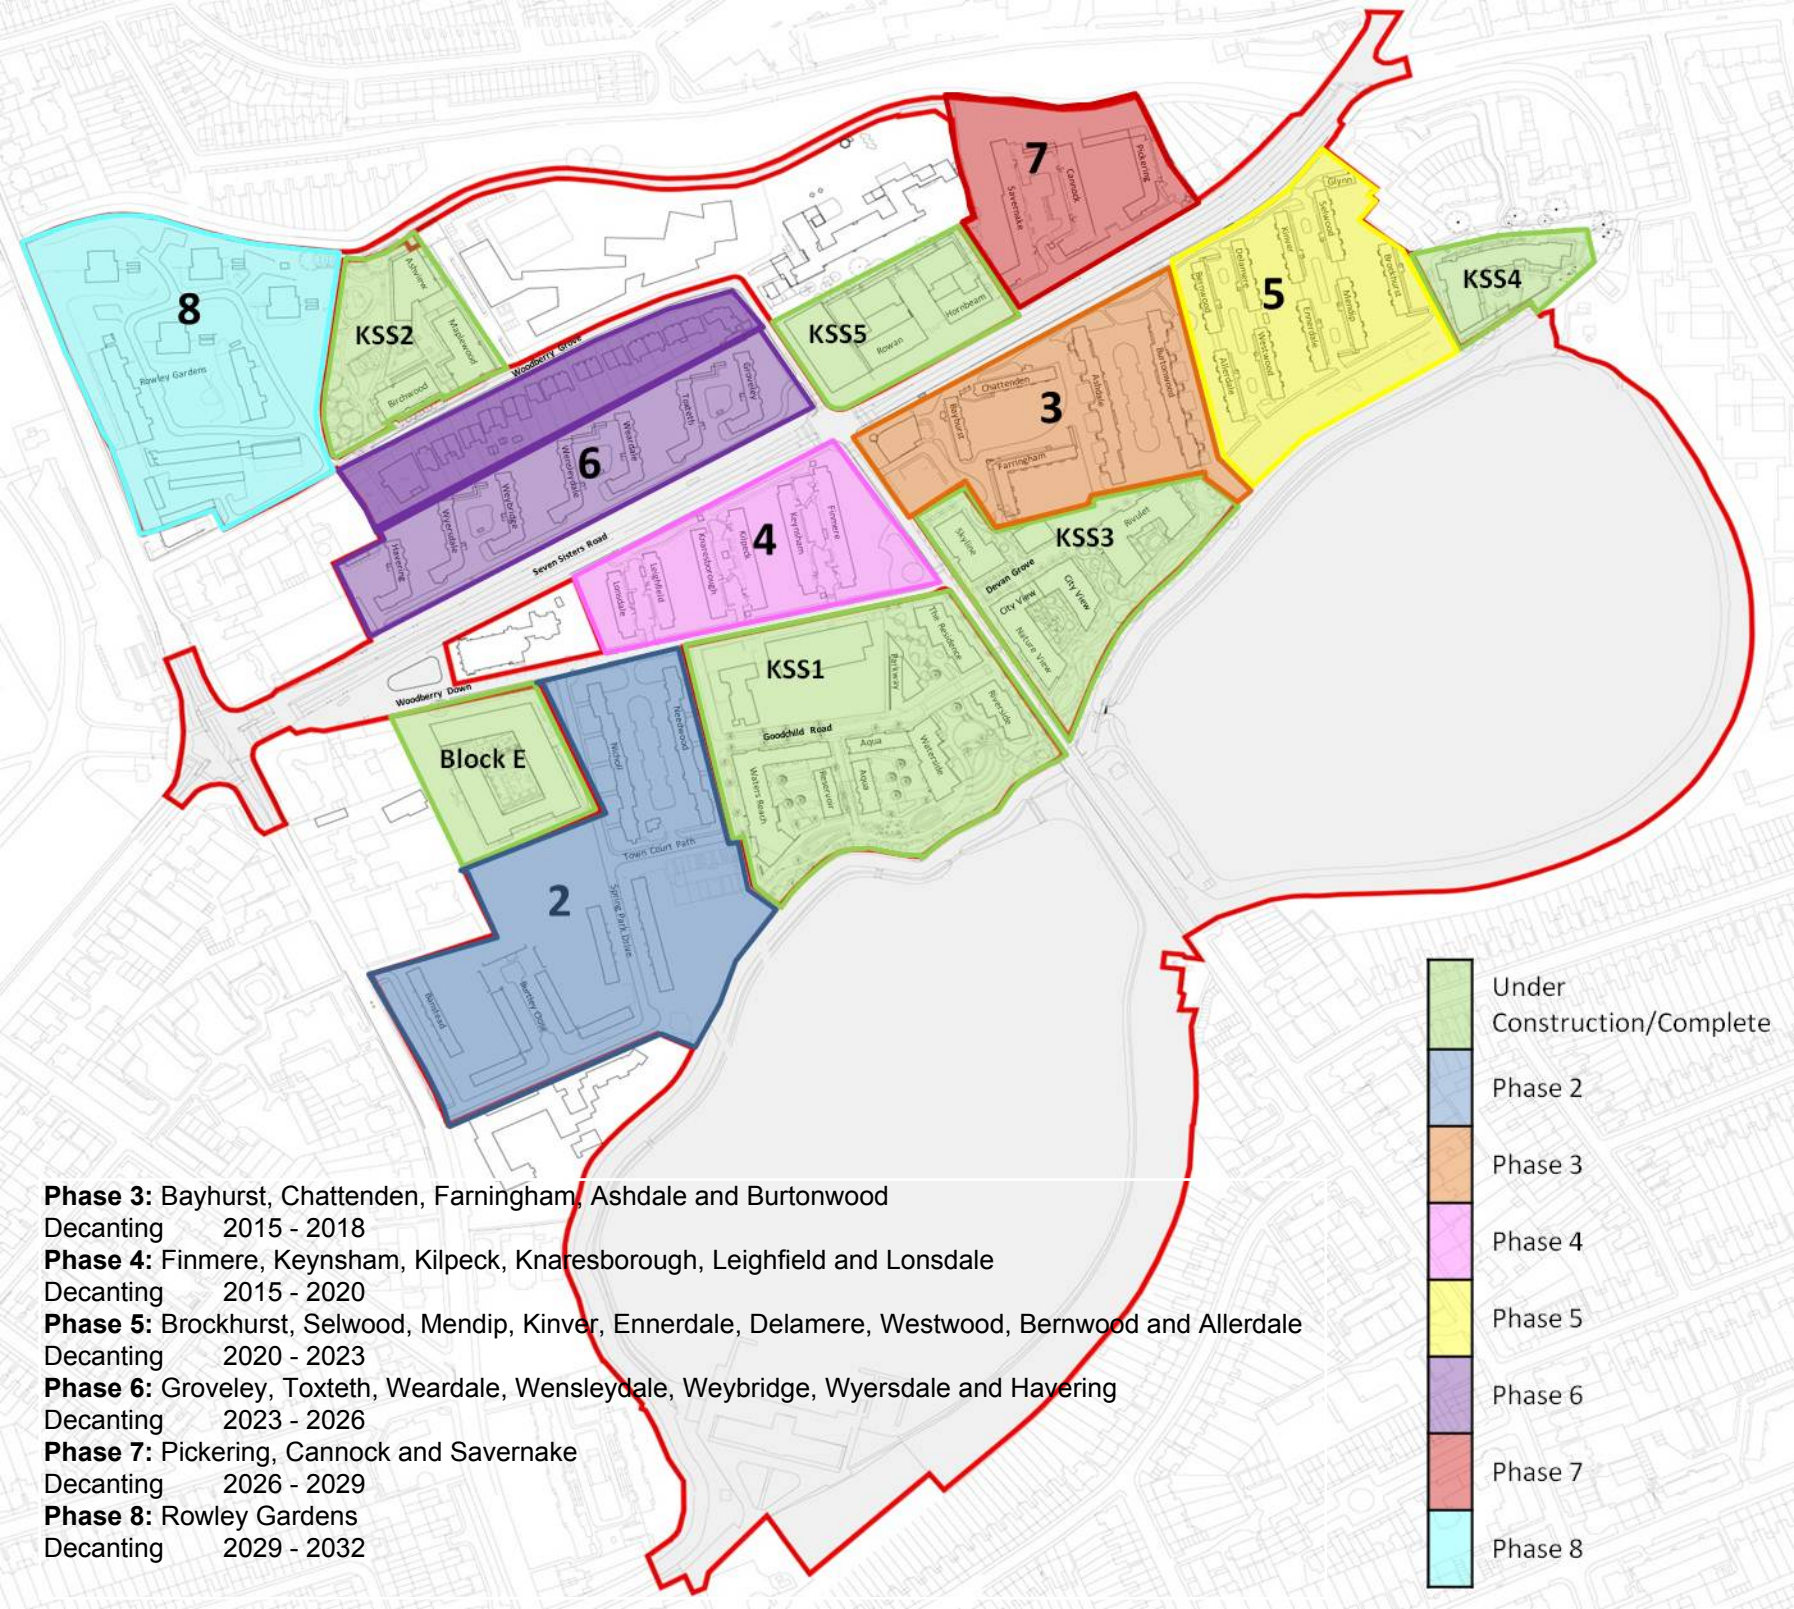 7
Savernake
Cannock
Pickering
Glynn
Selwood
Kinver
Delamere
Bernwood
Brockhurst
Mendip
Ennerdale
Westwood
Allerdale
5
KSS4
8
Rowley Gardens
KSS2
Ashview
Maplewood
Birchwood
Woodberry Grove
KSS5
Rowan
Hornbeam
3
Chattenden
Bayhurst
Farringham
Ashdale
Burtonwood
6
Groveley
Toxteth
Weardale
Wensleydale
Weybridge
Wyersdale
Havering
Seven Sisters Road
4
Finmere
Keynsham
Kilpeck
Knaresborough
Leighfield
Lonsdale
KSS3
Skyline
Rivulet
Devan Grove
City View
City View
Nature View
KSS1
The Residence
Parkway
Riverside
Goodchild Road
Aqua
Aqua
Waterside
Reservoir
Waters Reach
Woodberry Down
Block E
Nicholl
Needwood
Town Court Path
2
Spring Park Drive
Burtley Close
Banstead
Under
Construction/Complete
Phase 2
Phase 3
Phase 4
Phase 5
Phase 6
Phase 7
Phase 8
Phase 3: Bayhurst, Chattenden, Farningham, Ashdale and Burtonwood
Decanting 2015 - 2018
Phase 4: Finmere, Keynsham, Kilpeck, Knaresborough, Leighfield and Lonsdale
Decanting 2015 - 2020
Phase 5: Brockhurst, Selwood, Mendip, Kinver, Ennerdale, Delamere, Westwood, Bernwood and Allerdale
Decanting 2020 - 2023
Phase 6: Groveley, Toxteth, Weardale, Wensleydale, Weybridge, Wyersdale and Havering
Decanting 2023 - 2026
Phase 7: Pickering, Cannock and Savernake
Decanting 2026 - 2029
Phase 8: Rowley Gardens
Decanting 2029 - 2032